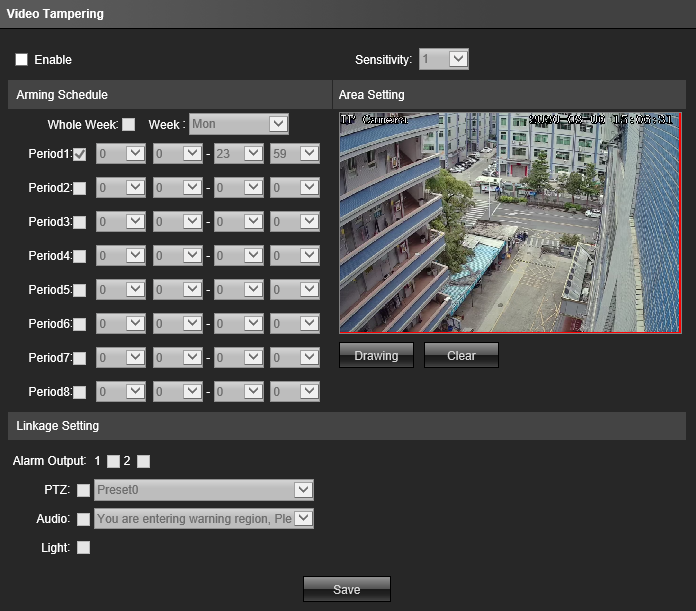 Video Tampering
Enable
Sensitivity: 1
Arming Schedule
Area Setting
Whole Week: Week : Mon
IP Camera
Period1: 0 0 - 23 59
Period2: 0 0 - 0 0
Period3: 0 0 - 0 0
Period4: 0 0 - 0 0
Period5: 0 0 - 0 0
Period6: 0 0 - 0 0
Period7: 0 0 - 0 0
Period8: 0 0 - 0 0
Drawing Clear
Linkage Setting
Alarm Output: 1 2
PTZ: Preset0
Audio: You are entering warning region, Ple
Light:
Save